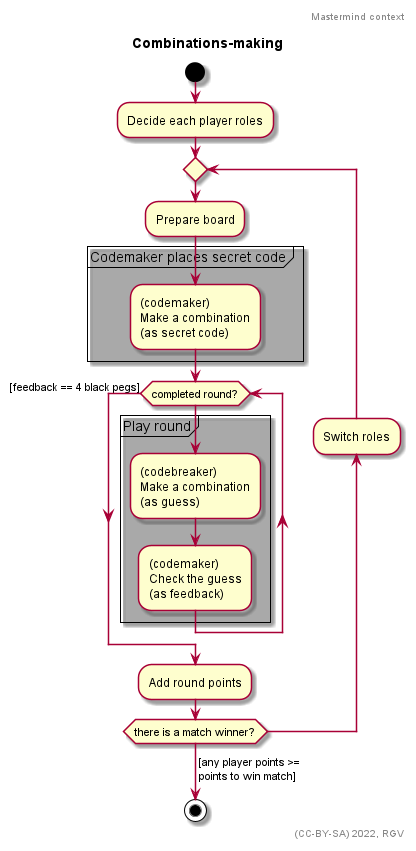 Mastermind context
Combinations-making
Decide each player roles
Prepare board
Codemaker places secret code
(codemaker)
Make a combination
(as secret code)
[feedback == 4 black pegs]
completed round?
Play round
Switch roles
(codebreaker)
Make a combination
(as guess)
(codemaker)
Check the guess
(as feedback)
Add round points
there is a match winner?
[any player points >=
points to win match]
(CC-BY-SA) 2022, RGV